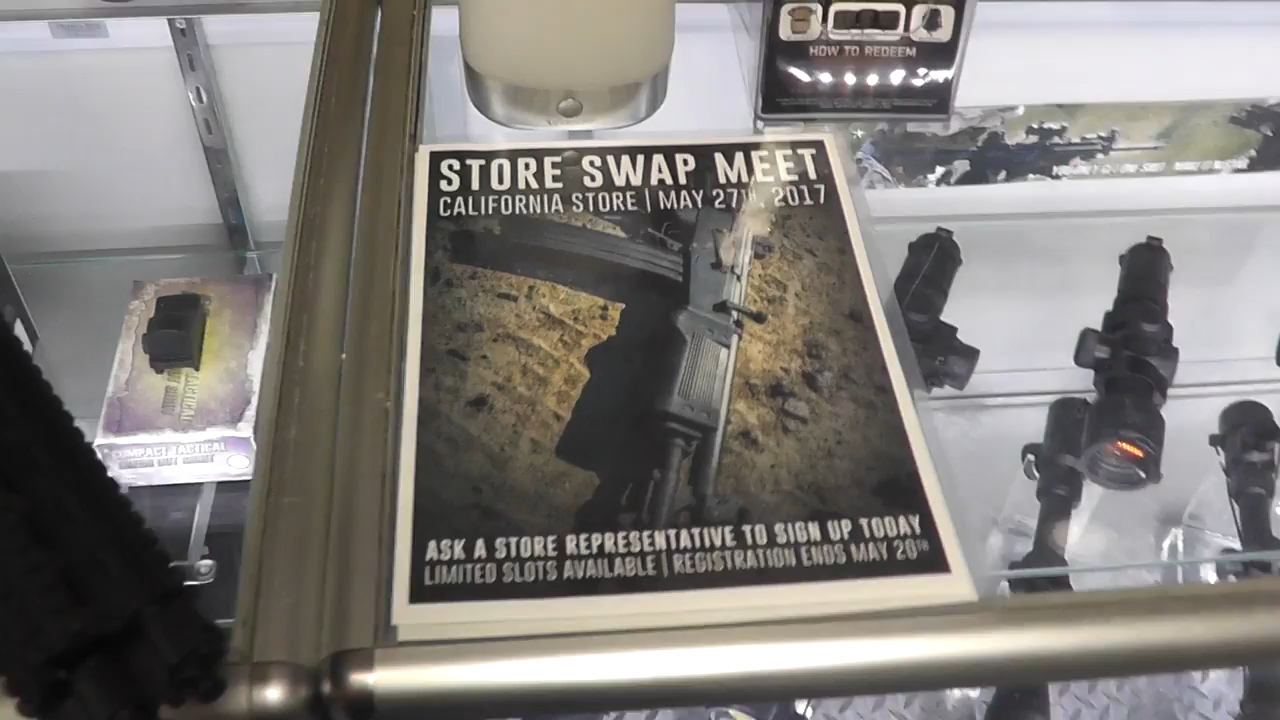 HOW TO REDEEM
STORE SWAP MEET
CALIFORNIA STORE | MAY 27TH, 2017
COMPACT TACTICAL
ASK A STORE REPRESENTATIVE TO SIGN UP TODAY
LIMITED SLOTS AVAILABLE | REGISTRATION ENDS MAY 20TH